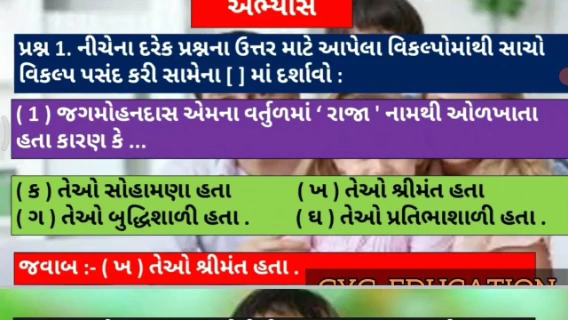 અભ્યાસ
પ્રશ્ન 1. નીચેના દરેક પ્રશ્નના ઉત્તર માટે આપેલા વિકલ્પોમાંથી સાચો
વિકલ્પ પસંદ કરી સામેના [ ] માં દર્શાવો :
( 1 ) જગમોહનદાસ એમના વર્તુળમાં ‘ રાજા ' નામથી ઓળખાતા
હતા કારણ કે ...
( ક ) તેઓ સોહામણા હતા ( ખ ) તેઓ શ્રીમંત હતા
( ગ ) તેઓ બુદ્ધિશાળી હતા . ( ઘ ) તેઓ પ્રતિભાશાળી હતા .
જવાબ :- ( ખ ) તેઓ શ્રીમંત હતા .
EDUCATION